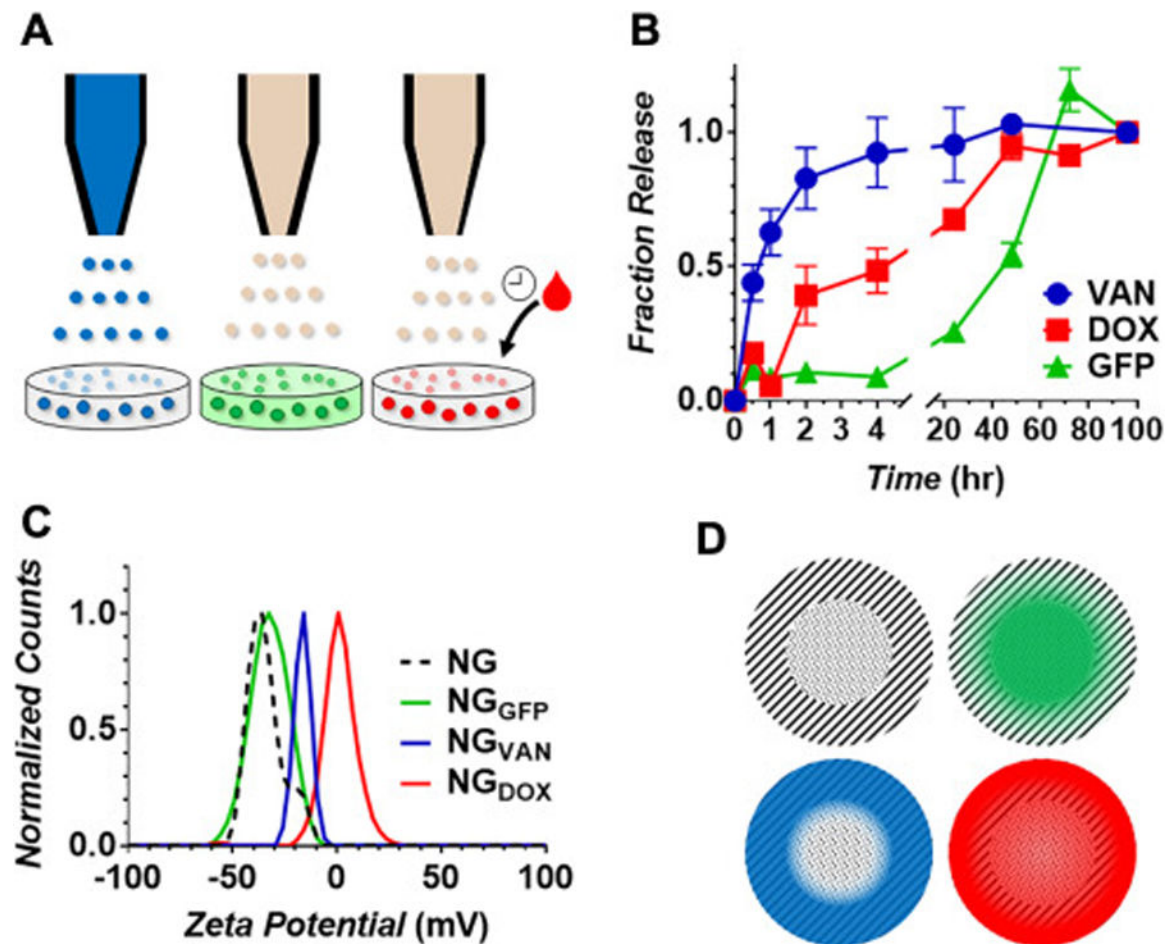 A
B
Fraction Release
1.0
0.5
0.0
VAN
DOX
GFP
0 1 2 3 4 20 40 60 80 100
Time (hr)
C
Normalized Counts
1.0
0.5
0.0
NG
NGGFP
NGVAN
NGDOX
-100 -50 0 50 100
Zeta Potential (mV)
D